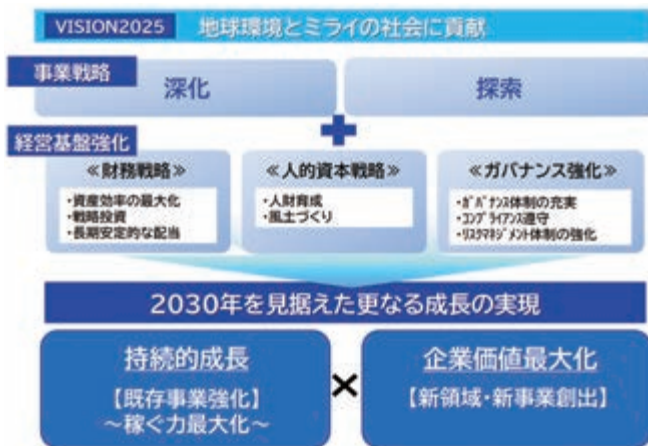 VISION2025 地球環境とミライの社会に貢献
事業戦略
深化 探索
+
経営基盤強化
≪財務戦略≫ ≪人的資本戦略≫ ≪ガバナンス強化≫
・資産効率の最大化
・戦略投資
・長期安定的な配当
・人財育成
・風土づくり
・ガバナンス体制の充実
・コンプライアンス遵守
・リスクマネジメント体制の強化
2030年を見据えた更なる成長の実現
持続的成長
【既存事業強化】
~稼ぐ力最大化~
×
企業価値最大化
【新領域・新事業創出】